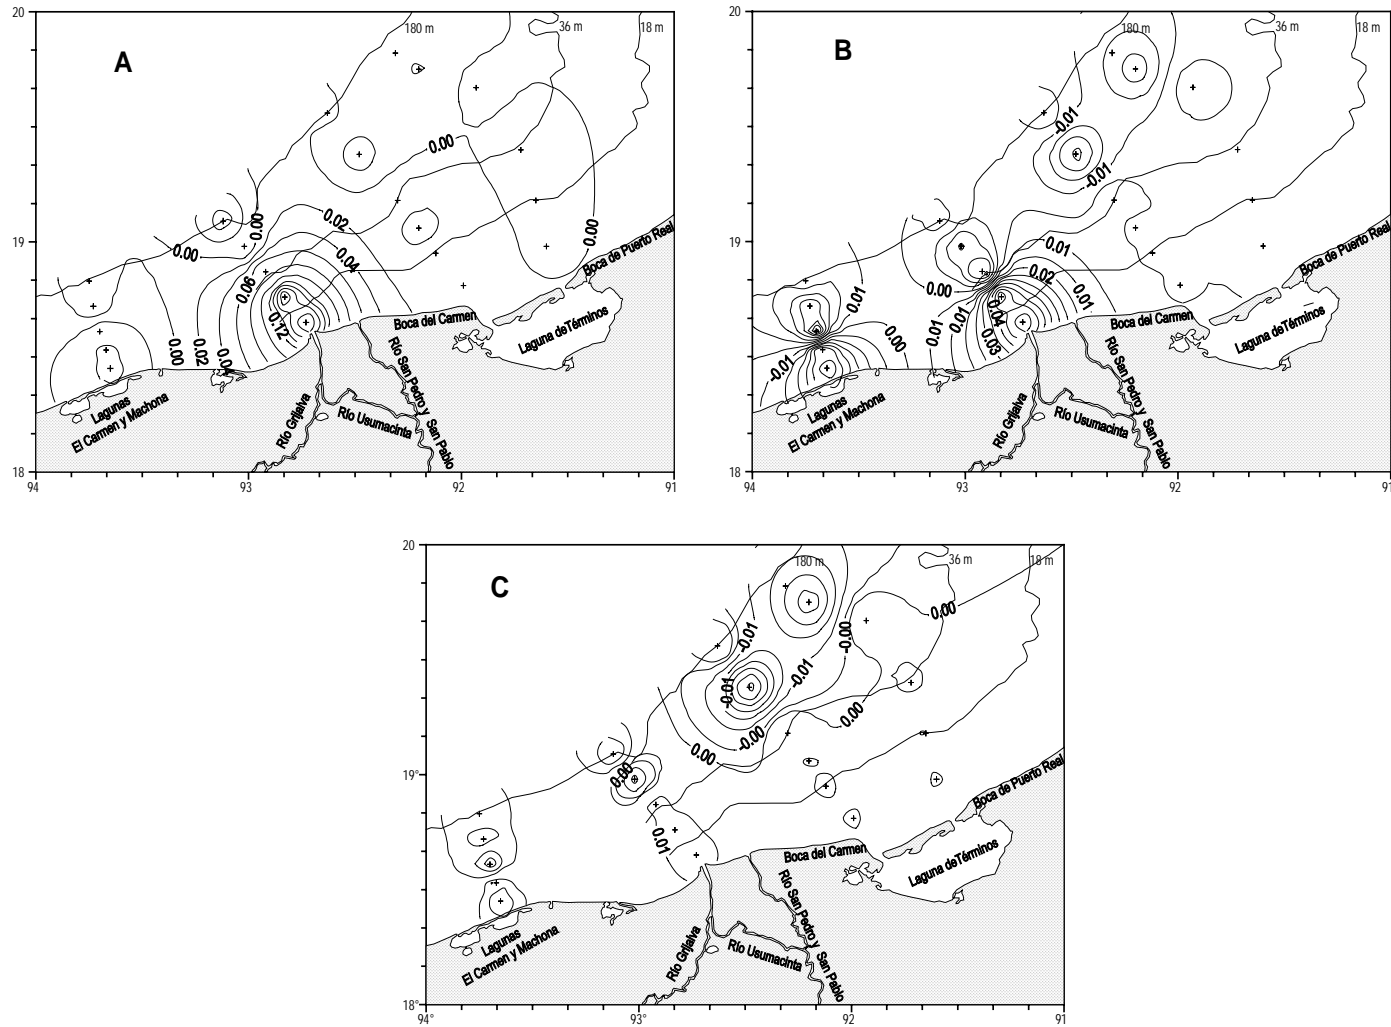 20
180 m
36 m
18 m
A
0.00
0.02
0.00
0.00
0.00
0.04
0.06
0.12
0.00
0.02
0.04
19
18
94
93
92
91
Boca de Puerto Real
Boca del Carmen
Laguna de Términos
Lagunas
El Carmen y Machona
Río Grijalva
Río Usumacinta
Río San Pedro y San Pablo
20
180 m
36 m
18 m
B
-0.01
-0.01
0.01
0.00
0.02
0.01
0.01
0.01
0.01
0.04
0.03
0.00
-0.01
19
18
94
93
92
91
Boca de Puerto Real
Boca del Carmen
Laguna de Términos
Lagunas
El Carmen y Machona
Río Grijalva
Río Usumacinta
Río San Pedro y San Pablo
20
180 m
36 m
18 m
C
-0.01
-0.00
0.00
-0.01
-0.01
0.00
-0.00
0.00
0.00
0.01
19°
18°
94°
93°
92
91
Boca de Puerto Real
Boca del Carmen
Laguna de Términos
Lagunas
El Carmen y Machona
Río Grijalva
Río Usumacinta
Río San Pedro y San Pablo